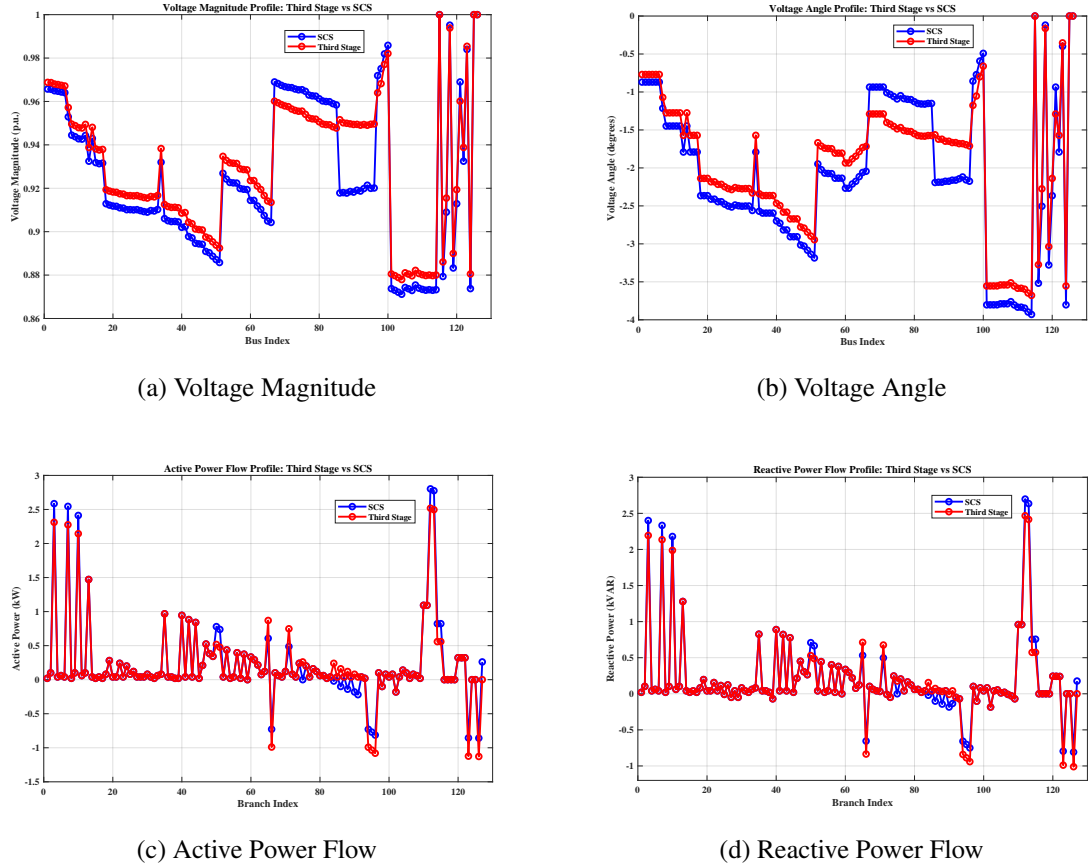 Voltage Magnitude Profile: Third Stage vs SCS
SCS
Third Stage
Voltage Magnitude (p.u.)
1
0.98
0.96
0.94
0.92
0.9
0.88
0.86
0
20
40
60
80
100
120
Bus Index
(a) Voltage Magnitude
Voltage Angle Profile: Third Stage vs SCS
SCS
Third Stage
Voltage Angle (degrees)
0
-0.5
-1
-1.5
-2
-2.5
-3
-3.5
-4
0
20
40
60
80
100
120
Bus Index
(b) Voltage Angle
Active Power Flow Profile: Third Stage vs SCS
SCS
Third Stage
Active Power (kW)
3
2.5
2
1.5
1
0.5
0
-0.5
-1
-1.5
0
20
40
60
80
100
120
Branch Index
(c) Active Power Flow
Reactive Power Flow Profile: Third Stage vs SCS
SCS
Third Stage
Reactive Power (kVAR)
3
2.5
2
1.5
1
0.5
0
-0.5
-1
0
20
40
60
80
100
120
Branch Index
(d) Reactive Power Flow